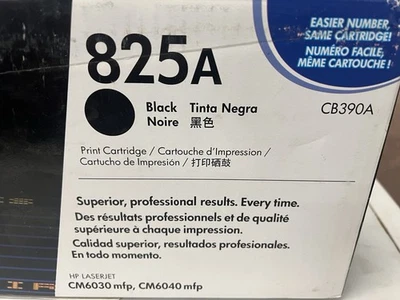 EASIER NUMBER,
SAME CARTRIDGE!
NUMÉRO FACILE,
MÊME CARTOUCHE!
825A
Black Tinta Negra
Noire 黑色
CB390A
Print Cartridge / Cartouche d'Impression /
Cartucho de Impresión / 打印硒鼓
Superior, professional results. Every time.
Des résultats professionnels et de qualité
supérieure à chaque impression.
Calidad superior, resultados profesionales.
En todo momento.
HP LASERJET
CM6030 mfp, CM6040 mfp